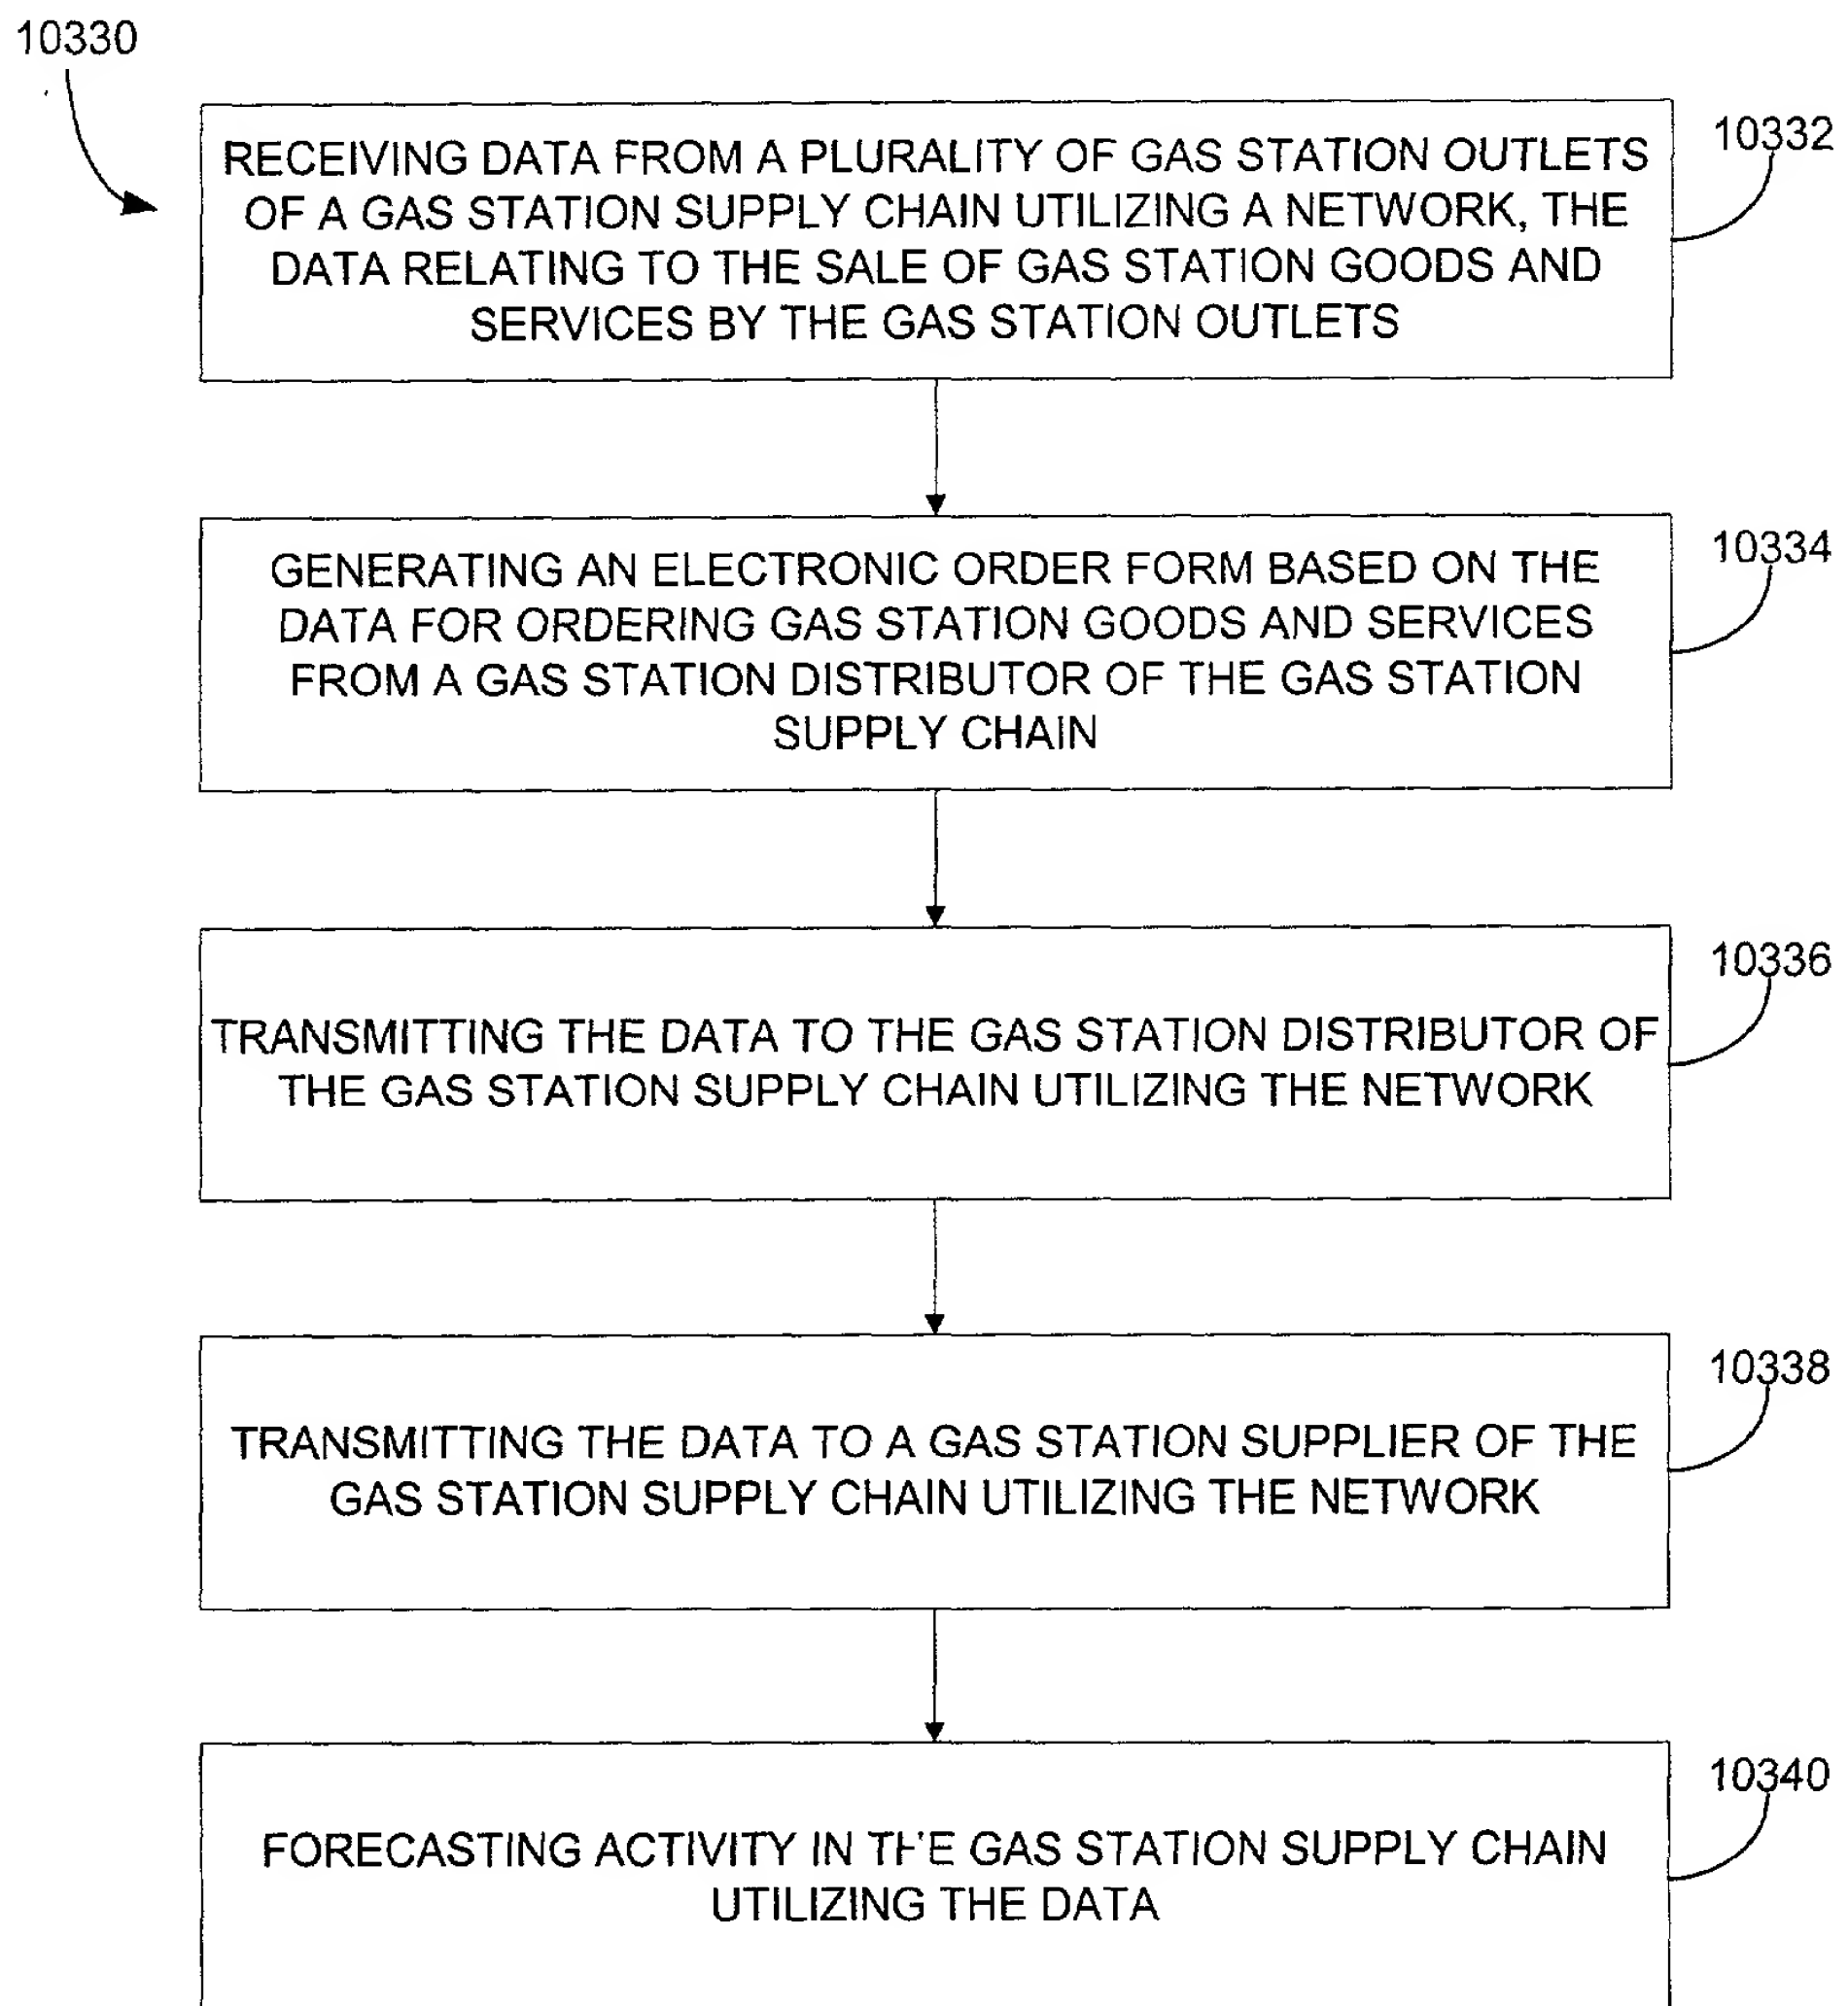 10330
RECEIVING DATA FROM A PLURALITY OF GAS STATION OUTLETS
OF A GAS STATION SUPPLY CHAIN UTILIZING A NETWORK, THE
DATA RELATING TO THE SALE OF GAS STATION GOODS AND
SERVICES BY THE GAS STATION OUTLETS
10332
GENERATING AN ELECTRONIC ORDER FORM BASED ON THE
DATA FOR ORDERING GAS STATION GOODS AND SERVICES
FROM A GAS STATION DISTRIBUTOR OF THE GAS STATION
SUPPLY CHAIN
10334
TRANSMITTING THE DATA TO THE GAS STATION DISTRIBUTOR OF
THE GAS STATION SUPPLY CHAIN UTILIZING THE NETWORK
10336
TRANSMITTING THE DATA TO A GAS STATION SUPPLIER OF THE
GAS STATION SUPPLY CHAIN UTILIZING THE NETWORK
10338
FORECASTING ACTIVITY IN THE GAS STATION SUPPLY CHAIN
UTILIZING THE DATA
10340